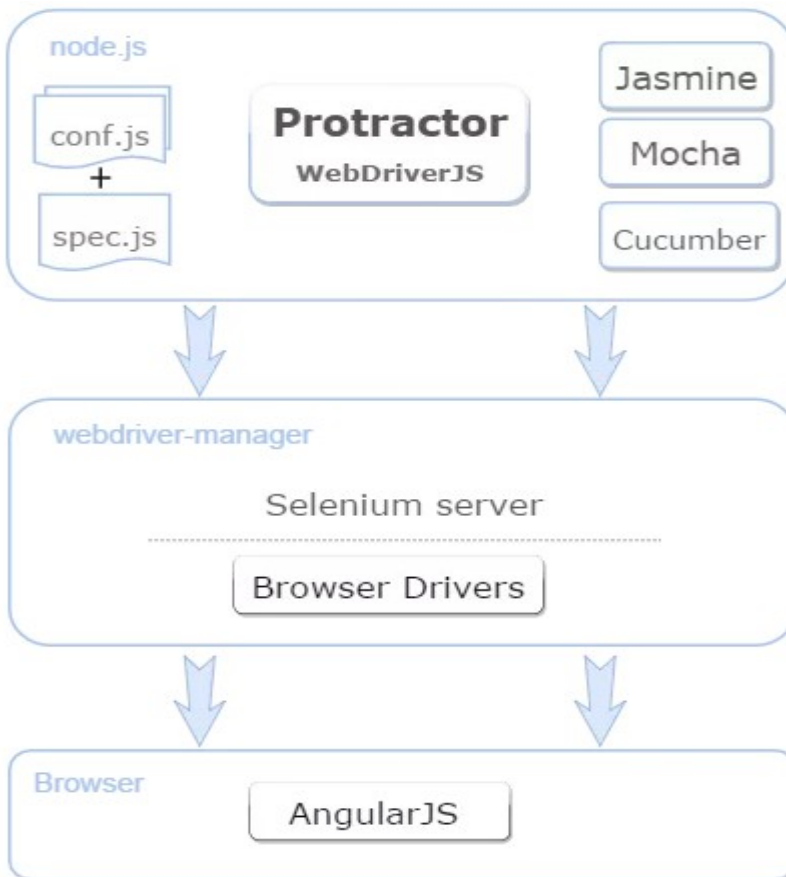 node.js
conf.js
+
spec.js
Protractor
WebDriverJS
Jasmine
Mocha
Cucumber
webdriver-manager
Selenium server
Browser Drivers
Browser
AngularJS